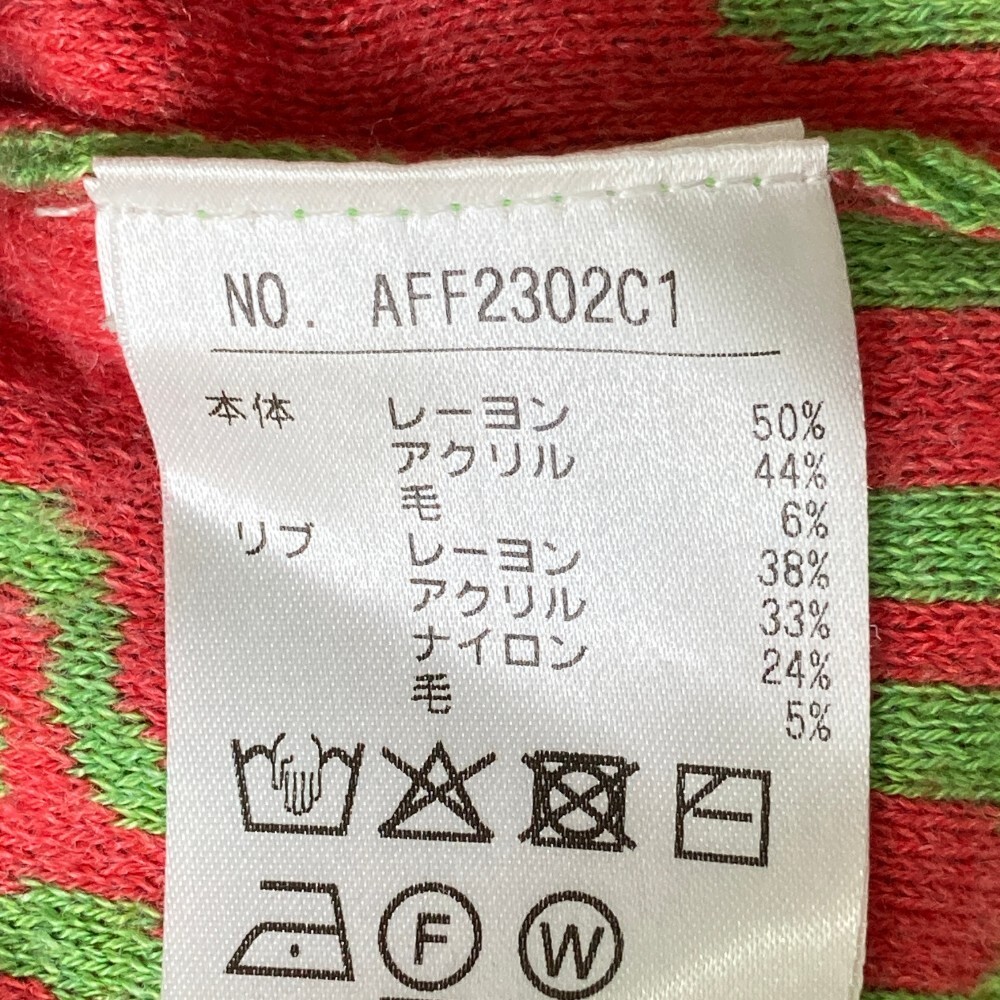 NO. AFF2302C1
本体 レーヨン 50%
アクリル 44%
毛 6%
リブ レーヨン 38%
アクリル 33%
ナイロン 24%
毛 5%
F W